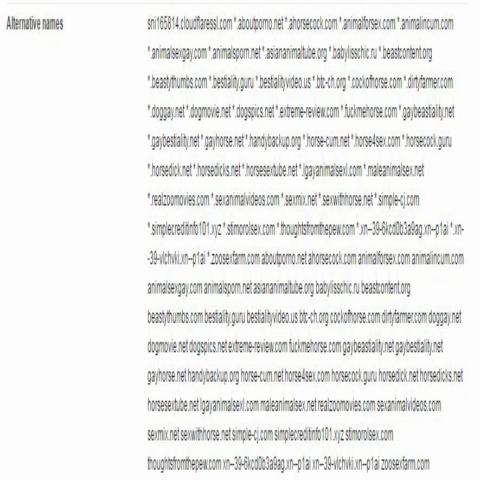 Alternative names
sni165814.cloudflaressl.com *.aboutporno.net *.ahorsecock.com *.animalforsex.com *.animalincum.com
*.animalsexgay.com *.animalsporn.net *.asiananimaltube.org *.babylisschic.ru *.beastcontent.org
*.beastythumbs.com *.bestiality.guru *.bestialityvideo.us *.btc-ch.org *.cockofhorse.com *.dirtyfarmer.com
*.doggay.net *.dogmovie.net *.dogspics.net *.extreme-review.com *.fuckmehorse.com *.gaybeastiality.net
*.gaybestiality.net *.gayhorse.net *.handybackup.org *.horse-cum.net *.horse4sex.com *.horsecock.guru
*.horsedick.net *.horsedicks.net *.horsesextube.net *.lgayanimalsexl.com *.maleanimalsex.net
*.realzoomovies.com *.sexanimalvideos.com *.sexmix.net *.sexwithhorse.net *.simple-cj.com
*.simplecreditinfo101.xyz *.stimorolsex.com *.thoughtsfromthepew.com *.xn--39-6kcd0b3a9ag.xn--p1ai *.xn-
-39-vlchvki.xn--p1ai *.zoosexfarm.com aboutporno.net ahorsecock.com animalforsex.com animalincum.com
animalsexgay.com animalsporn.net asiananimaltube.org babylisschic.ru beastcontent.org
beastythumbs.com bestiality.guru bestialityvideo.us btc-ch.org cockofhorse.com dirtyfarmer.com doggay.net
dogmovie.net dogspics.net extreme-review.com fuckmehorse.com gaybeastiality.net gaybestiality.net
gayhorse.net handybackup.org horse-cum.net horse4sex.com horsecock.guru horsedick.net horsedicks.net
horsesextube.net lgayanimalsexl.com maleanimalsex.net realzoomovies.com sexanimalvideos.com
sexmix.net sexwithhorse.net simple-cj.com simplecreditinfo101.xyz stimorolsex.com
thoughtsfromthepew.com xn--39-6kcd0b3a9ag.xn--p1ai xn--39-vlchvki.xn--p1ai zoosexfarm.com